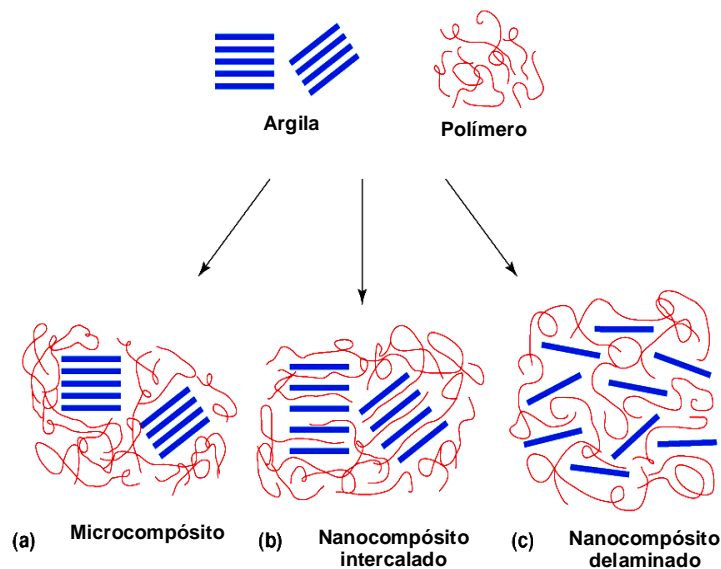 Argila
Polímero
(a) Microcompósito
(b) Nanocompósito
intercalado
(c) Nanocompósito
delaminado